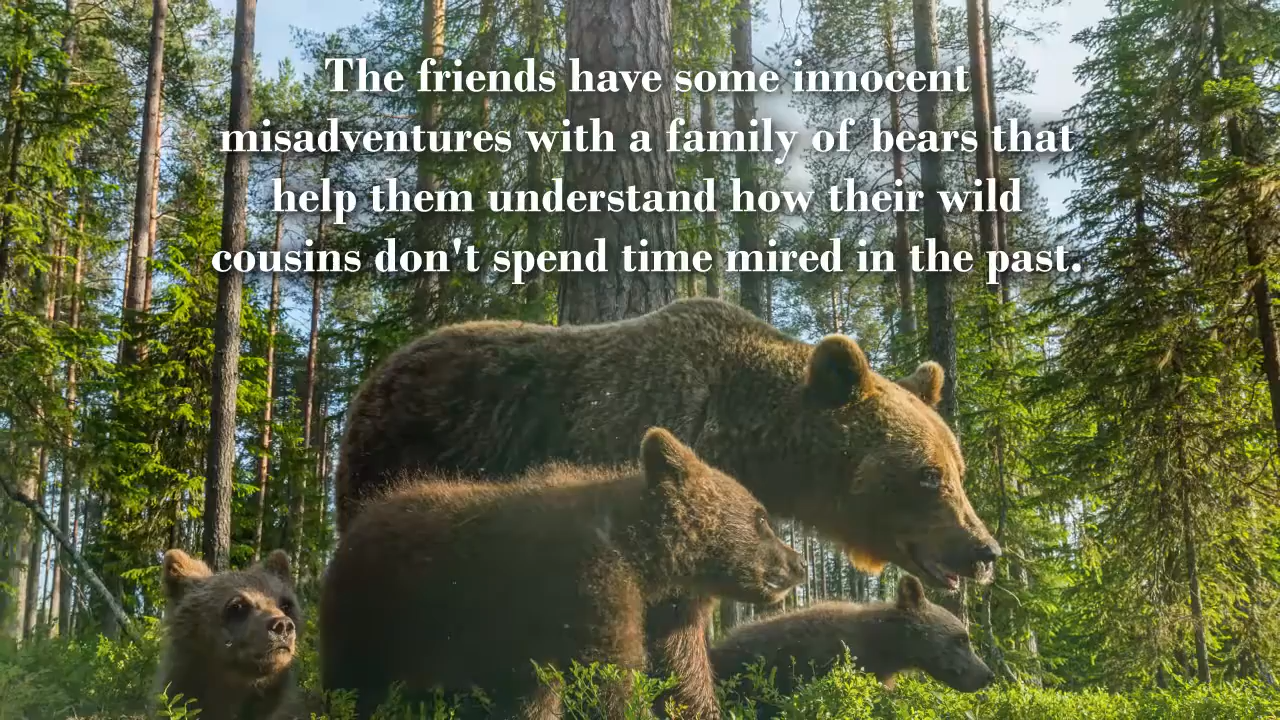 The friends have some innocent
misadventures with a family of bears that
help them understand how their wild
cousins don't spend time mired in the past.